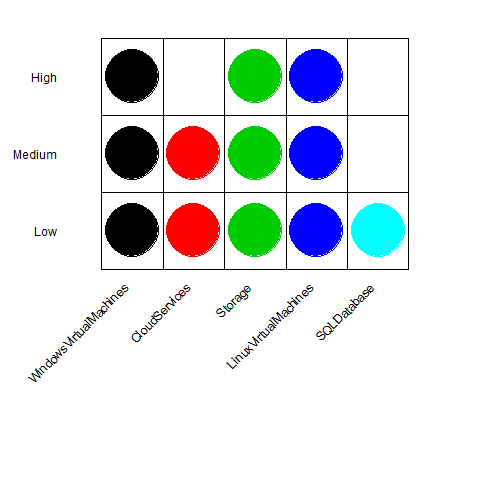 High
Medium
Low
WindowsVirtualMachines
CloudServices
Storage
LinuxVirtualMachines
SQLDatabase